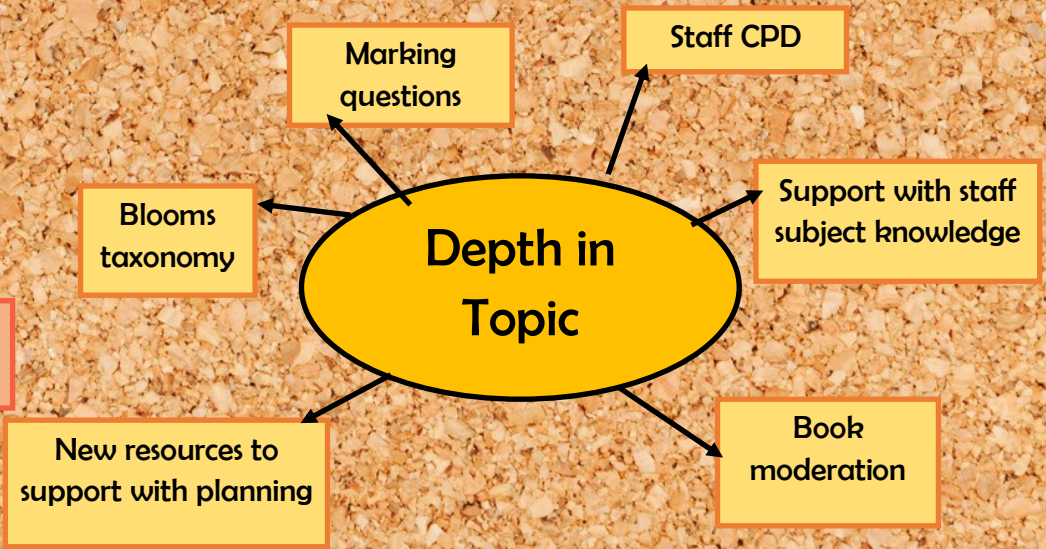 Marking
questions
Staff CPD
Blooms
taxonomy
Support with staff
subject knowledge
Depth in
Topic
New resources to
support with planning
Book
moderation